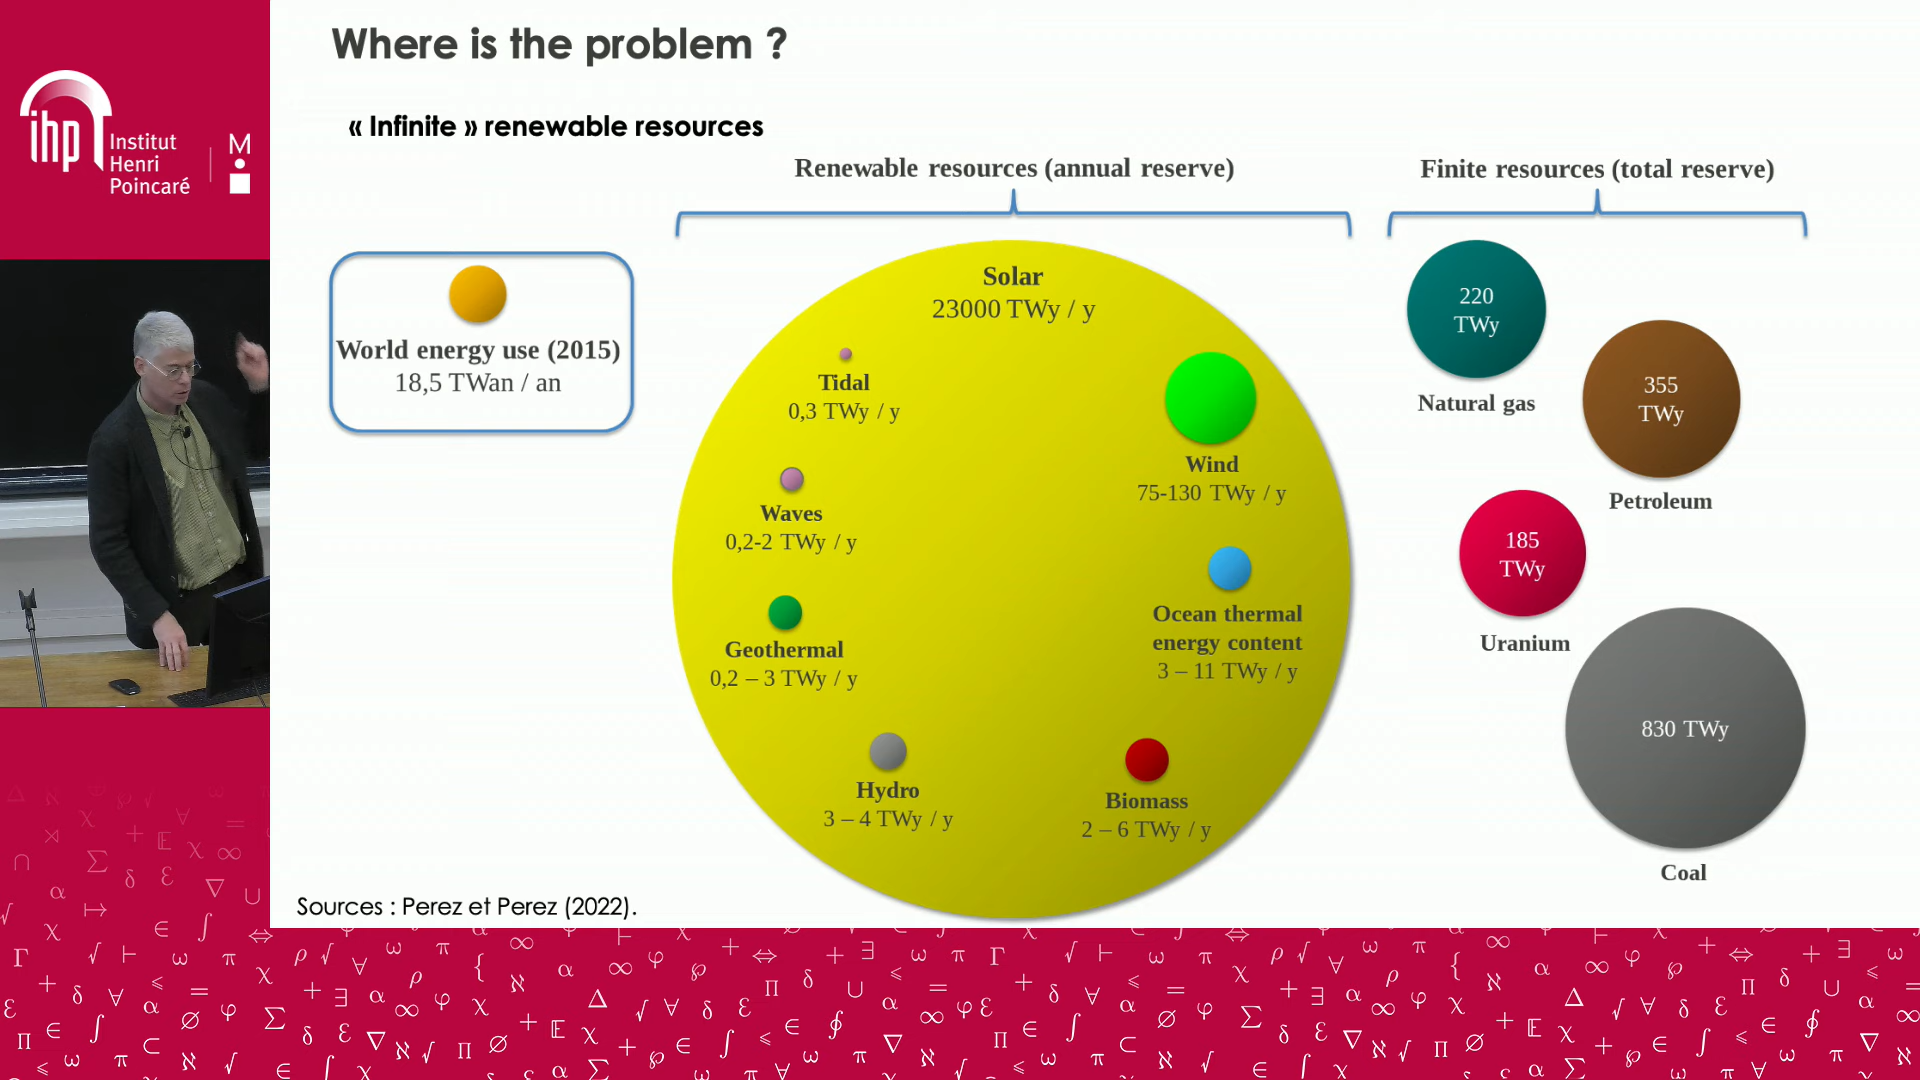 Where is the problem ?
« Infinite » renewable resources
ihp
Institut
Henri
Poincaré
M
Renewable resources (annual reserve)
Finite resources (total reserve)
World energy use (2015)
18,5 TWan / an
Solar
23000 TWy / y
Tidal
0,3 TWy / y
Waves
0,2-2 TWy / y
Geothermal
0,2 – 3 TWy / y
Hydro
3 – 4 TWy / y
Wind
75-130 TWy / y
Ocean thermal
energy content
3 – 11 TWy / y
Biomass
2 – 6 TWy / y
220
TWy
Natural gas
355
TWy
Petroleum
185
TWy
Uranium
830 TWy
Coal
Sources : Perez et Perez (2022).